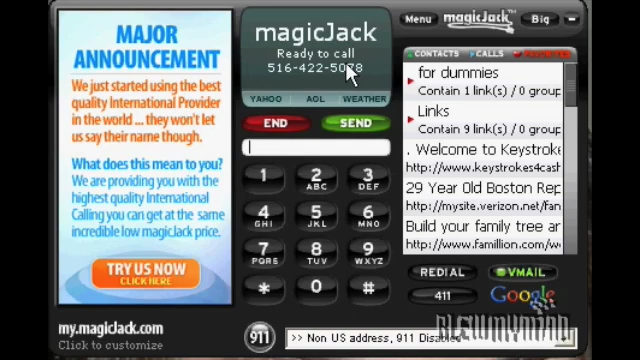 MAJOR
ANNOUNCEMENT
We just started using the best
quality International Provider
in the world ... they won't let
us say their name though.
What does this mean to you?
We are providing you with the
highest quality International
Calling you can get at the same
incredible low magicJack price.
TRY US NOW
CLICK HERE
my.magicJack.com
Click to customize
magicJack
Ready to call
516-422-5078
YAHOO AOL WEATHER
END SEND
1 2 ABC 3 DEF
4 GHI 5 JKL 6 MNO
7 PQRS 8 TUV 9 WXYZ
* 0 #
911 >> Non US address, 911 Disabled
Menu magicJack™ Big –
CONTACTS CALLS FAVORITES
for dummies
Contain 1 link(s) / 0 group
Links
Contain 9 link(s) / 0 group
. Welcome to Keystrokes
http://www.keystrokes4cash
29 Year Old Boston Rep
http://mysite.verizon.net/fan
Build your family tree ar
http://www.famillion.com/w
REDIAL VMAIL
411 Google
BLEWMYMIND